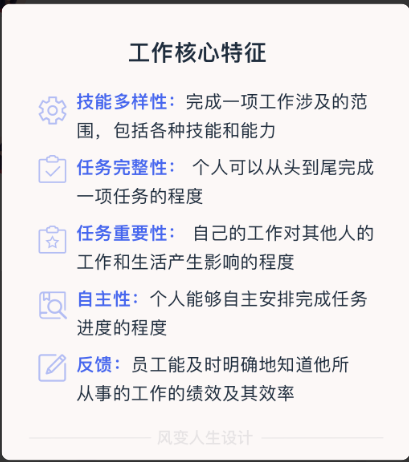 工作核心特征
技能多样性：完成一项工作涉及的范
围，包括各种技能和能力
任务完整性： 个人可以从头到尾完成
一项任务的程度
任务重要性： 自己的工作对其他人的
工作和生活产生影响的程度
自主性：个人能够自主安排完成任务
进度的程度
反馈：员工能及时明确地知道他所
从事的工作的绩效及其效率
风变人生设计